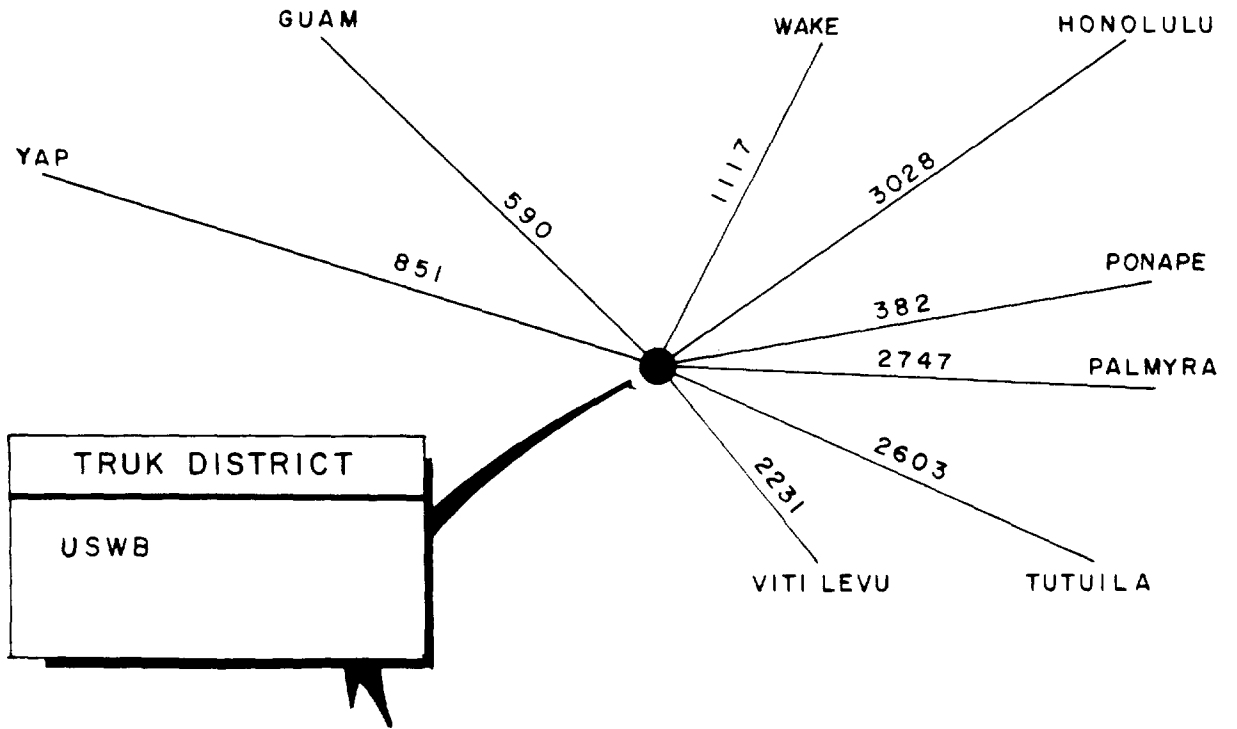 GUAM
WAKE
HONOLULU
YAP
1117
3028
590
851
PONAPE
382
2747
PALMYRA
TRUK DISTRICT
2603
2231
USWB
VITI LEVU
TUTUILA